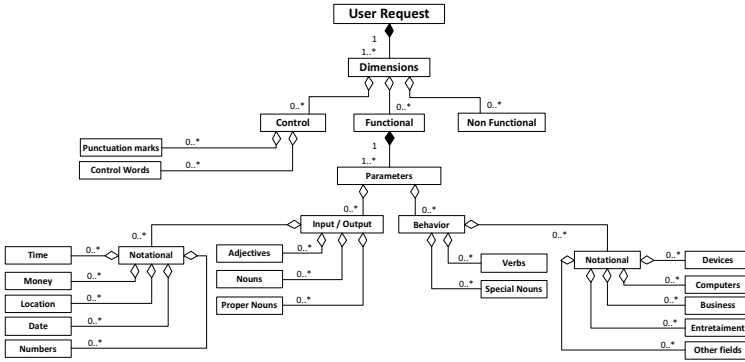 User Request
1
1..*
Dimensions
0..* 0..* 0..*
Control Functional Non Functional
Punctuation marks 0..* 1
Control Words 0..* 1..*
Parameters
0..* 0..*
0..* Input / Output Behavior 0..*
Time 0..* Notational Adjectives 0..* 0..* Verbs Notational 0..* Devices
Money 0..* Nouns 0..* 0..* Special Nouns 0..* Computers
Location 0..* Proper Nouns 0..* 0..* Business
Date 0..* 0..* Entretaiment
Numbers 0..* 0..* Other fields